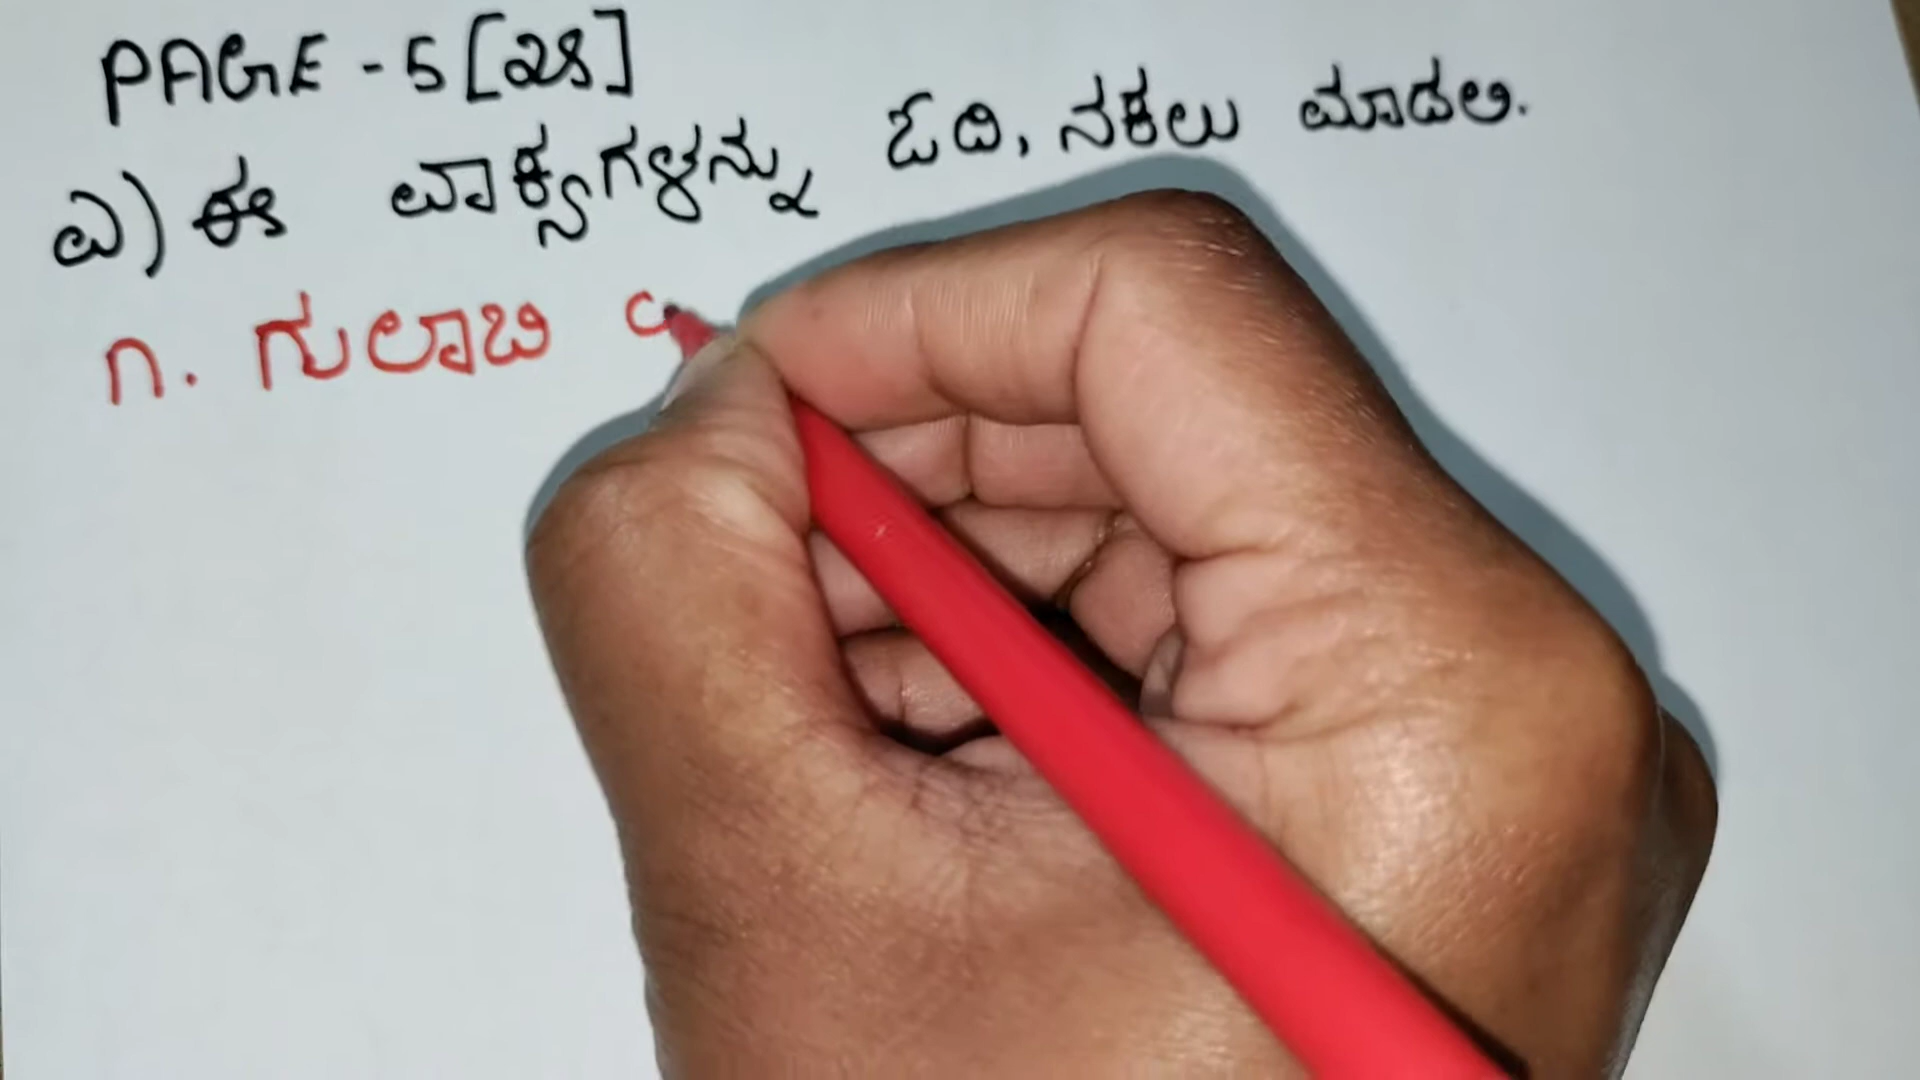 PAGE - 5 [28]
ಎ) ಈ ವಾಕ್ಯಗಳನ್ನು ಓದಿ, ನಕಲು ಮಾಡಲಿ.
೧. ಗುಲಾಬಿ